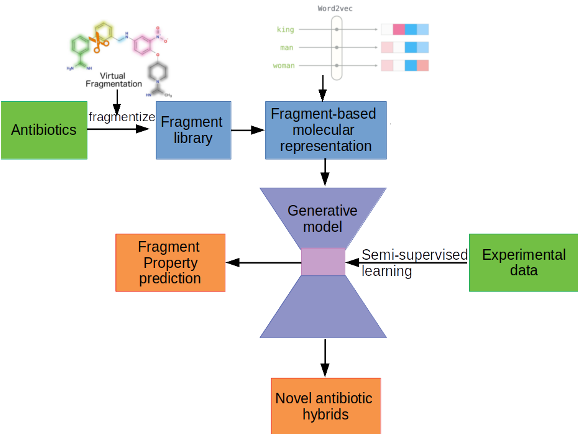 Word2vec
king
man
woman
Virtual
Fragmentation
fragmentize
Antibiotics
Fragment
library
Fragment-based
molecular
representation
Generative
model
Fragment
Property
prediction
Semi-supervised
learning
Experimental
data
Novel antibiotic
hybrids